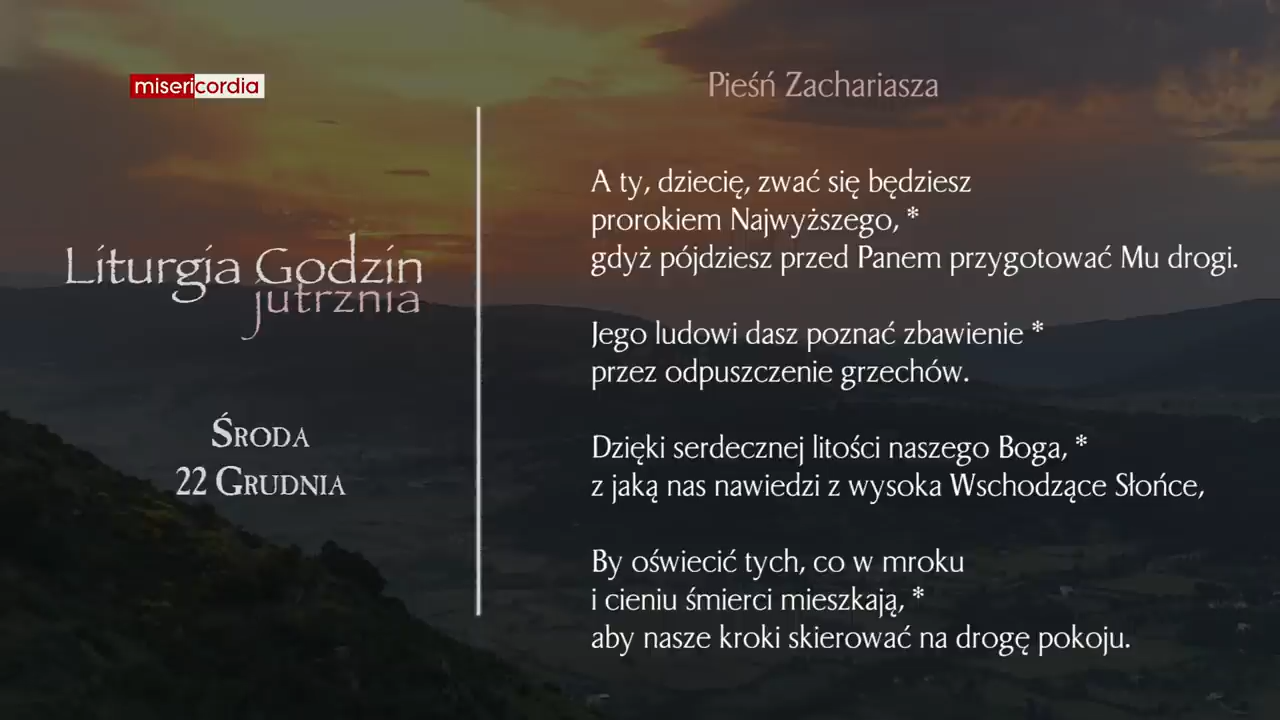 misericordia
Liturgia Godzin
jutrznia
Środa
22 Grudnia
Pieśń Zachariasza
A ty, dziecię, zwać się będziesz
prorokiem Najwyższego, *
gdyż pójdziesz przed Panem przygotować Mu drogi.
Jego ludowi dasz poznać zbawienie *
przez odpuszczenie grzechów.
Dzięki serdecznej litości naszego Boga, *
z jaką nas nawiedzi z wysoka Wschodzące Słońce,
By oświecić tych, co w mroku
i cieniu śmierci mieszkają, *
aby nasze kroki skierować na drogę pokoju.